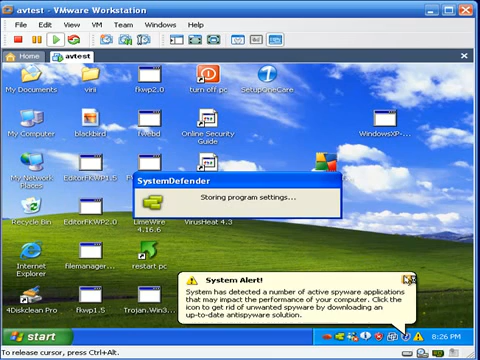 avtest - VMware Workstation
File Edit View VM Team Windows Help
Home avtest
My Documents virii fkwp2.0 turn off pc SetupOneCare
My Computer blackbird fwebd Online Security Guide WindowsXP-...
My Network Places EditorFKWP1.5
SystemDefender
Storing program settings...
Recycle Bin EditorFKWP2.0 LimeWire 4.16.6 VirusHeat 4.3
Internet Explorer filemanager... restart pc
4Diskclean Pro fkwp1.5 Trojan.Win3...
System Alert!
System has detected a number of active spyware applications
that may impact the performance of your computer. Click the
icon to get rid of unwanted spyware by downloading an
up-to-date antispyware solution.
start 8:26 PM
To release cursor, press Ctrl+Alt.